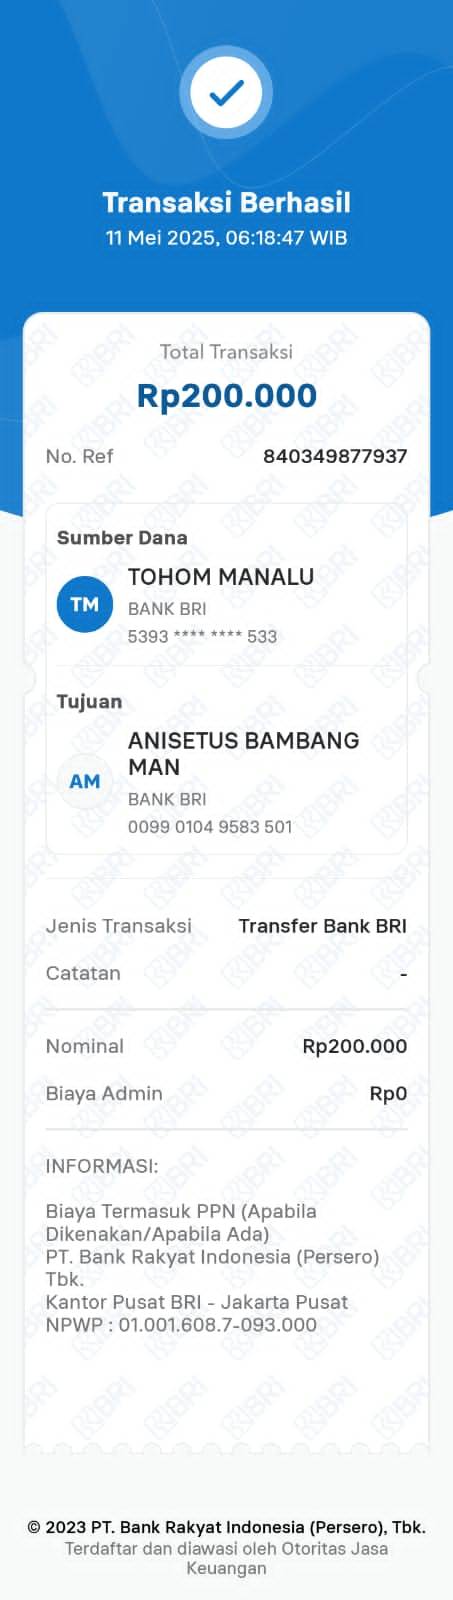 Transaksi Berhasil
11 Mei 2025, 06:18:47 WIB
Total Transaksi
Rp200.000
No. Ref 840349877937
Sumber Dana
TM
TOHOM MANALU
BANK BRI
5393 **** **** 533
Tujuan
AM
ANISETUS BAMBANG
MAN
BANK BRI
0099 0104 9583 501
Jenis Transaksi Transfer Bank BRI
Catatan -
Nominal Rp200.000
Biaya Admin Rp0
INFORMASI:
Biaya Termasuk PPN (Apabila
Dikenakan/Apabila Ada)
PT. Bank Rakyat Indonesia (Persero)
Tbk.
Kantor Pusat BRI - Jakarta Pusat
NPWP : 01.001.608.7-093.000
© 2023 PT. Bank Rakyat Indonesia (Persero), Tbk.
Terdaftar dan diawasi oleh Otoritas Jasa
Keuangan